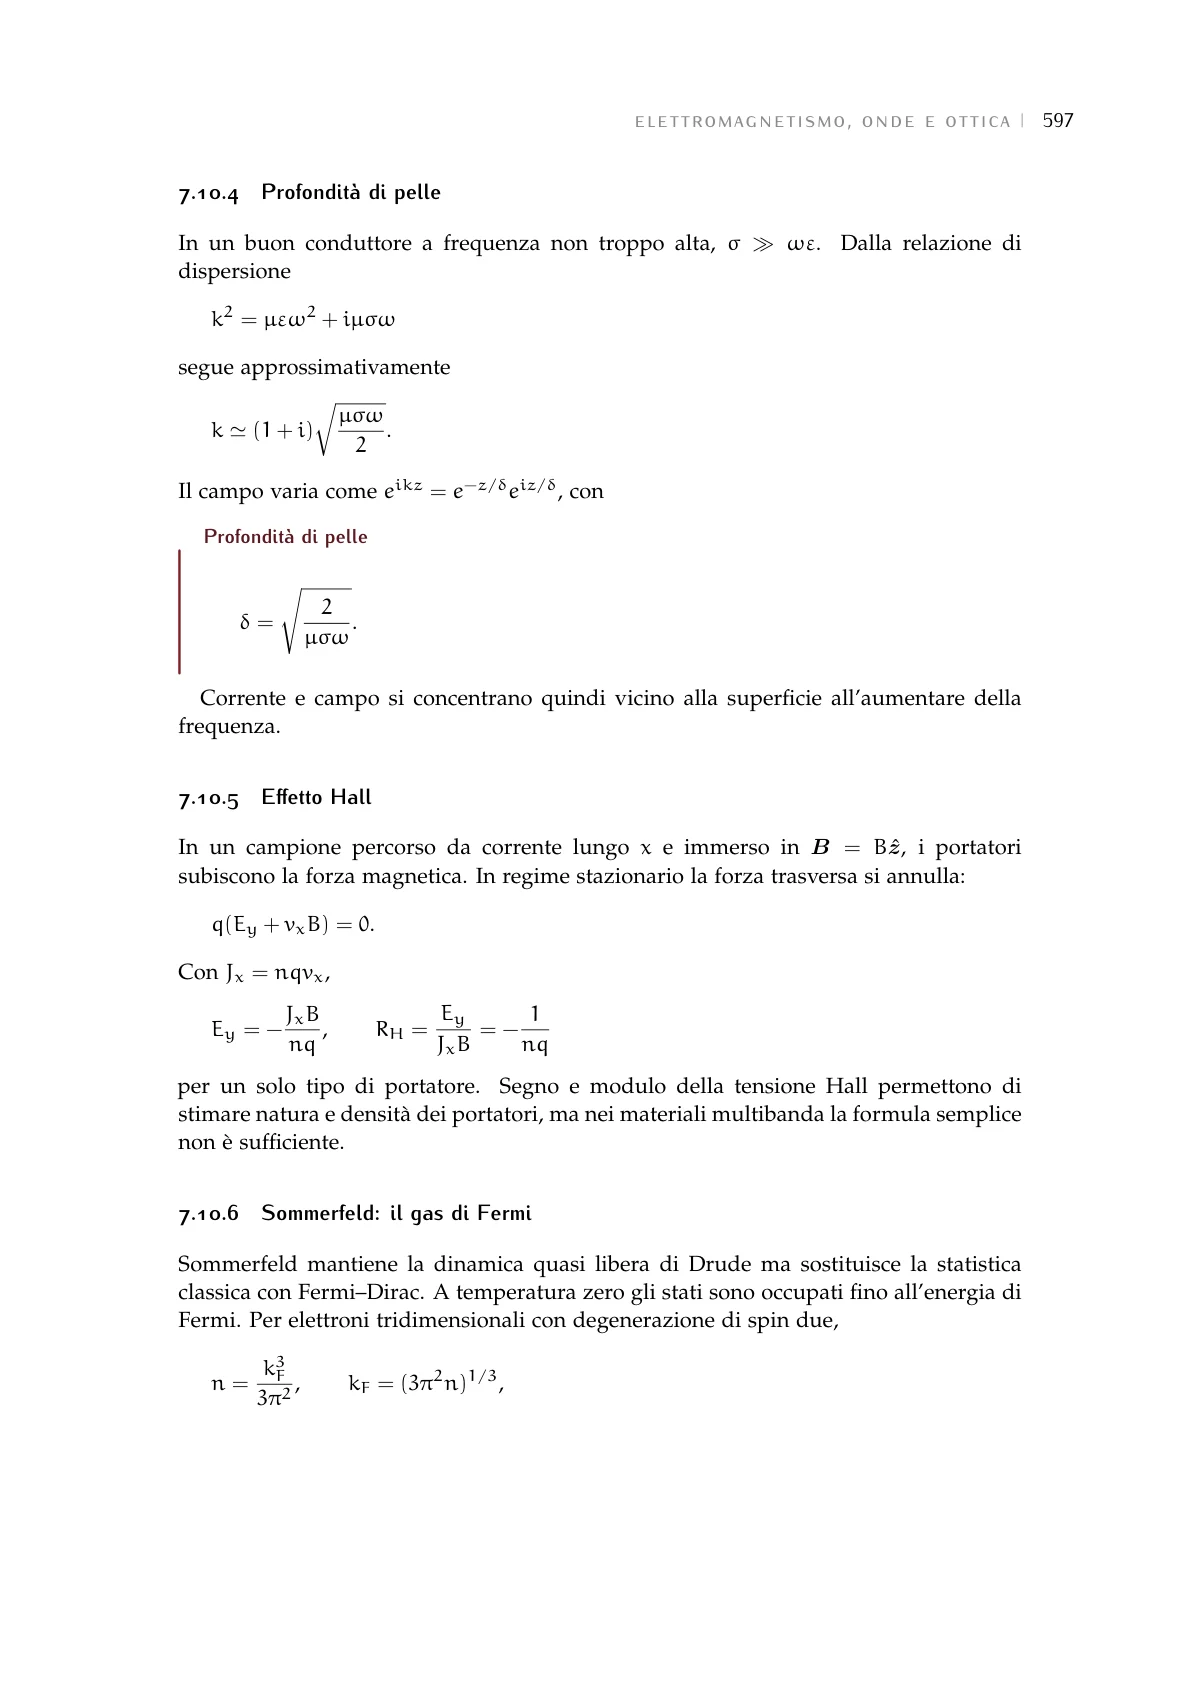 ELETTROMAGNETISMO, ONDE E OTTICA | 597
7.10.4 Profondità di pelle
In un buon conduttore a frequenza non troppo alta, σ ≫ ωε. Dalla relazione di
dispersione
k² = μεω² + iμσω
segue approssimativamente
k ≃ (1 + i)√(μσω/2).
Il campo varia come e^{ikz} = e^{−z/δ}e^{iz/δ}, con
Profondità di pelle
δ = √(2/μσω).
Corrente e campo si concentrano quindi vicino alla superficie all'aumentare della
frequenza.
7.10.5 Effetto Hall
In un campione percorso da corrente lungo x e immerso in B = Bẑ, i portatori
subiscono la forza magnetica. In regime stazionario la forza trasversa si annulla:
q(E_y + v_x B) = 0.
Con J_x = nqv_x,
E_y = −J_x B/nq, R_H = E_y/J_x B = −1/nq
per un solo tipo di portatore. Segno e modulo della tensione Hall permettono di
stimare natura e densità dei portatori, ma nei materiali multibanda la formula semplice
non è sufficiente.
7.10.6 Sommerfeld: il gas di Fermi
Sommerfeld mantiene la dinamica quasi libera di Drude ma sostituisce la statistica
classica con Fermi–Dirac. A temperatura zero gli stati sono occupati fino all'energia di
Fermi. Per elettroni tridimensionali con degenerazione di spin due,
n = k_F³/3π², k_F = (3π²n)^{1/3},